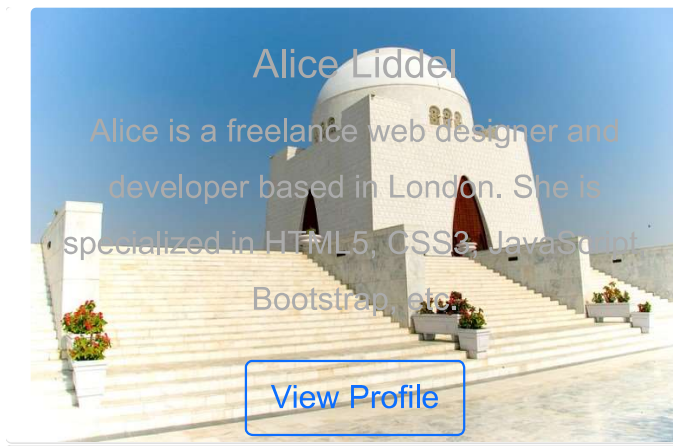 Alice Liddel
Alice is a freelance web designer and
developer based in London. She is
specialized in HTML5, CSS3, JavaScript,
Bootstrap, etc.
View Profile